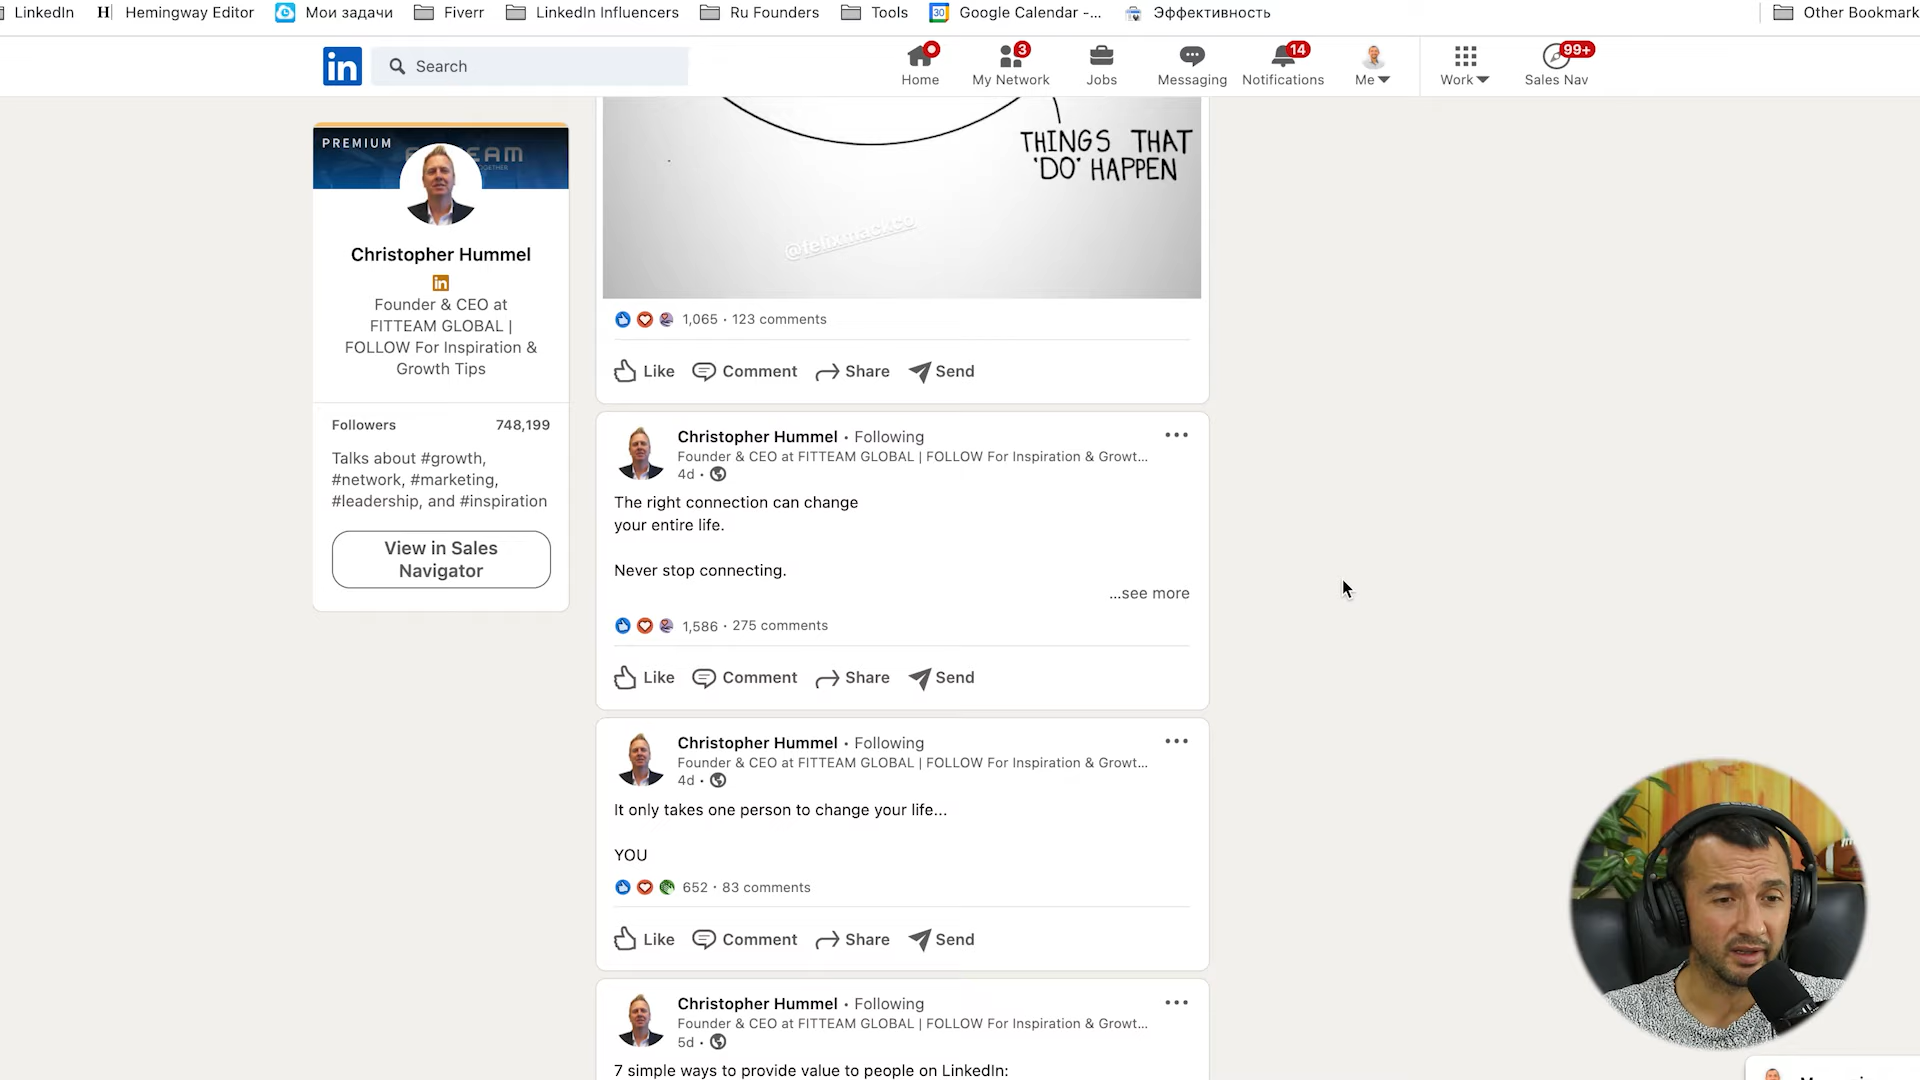 LinkedIn
H Hemingway Editor
Мои задачи
Fiverr
LinkedIn Influencers
Ru Founders
Tools
30 Google Calendar -...
Эффективность
Other Bookmark
in
Search
Home
3
My Network
Jobs
Messaging
14
Notifications
Me
Work
99+
Sales Nav
PREMIUM
Christopher Hummel
in
Founder & CEO at
FITTEAM GLOBAL |
FOLLOW For Inspiration &
Growth Tips
Followers 748,199
Talks about #growth,
#network, #marketing,
#leadership, and #inspiration
View in Sales
Navigator
THINGS THAT
'DO' HAPPEN
@felixmack.co
1,065 · 123 comments
Like Comment Share Send
Christopher Hummel • Following
Founder & CEO at FITTEAM GLOBAL | FOLLOW For Inspiration & Growt...
4d •
The right connection can change
your entire life.
Never stop connecting.
...see more
1,586 · 275 comments
Like Comment Share Send
Christopher Hummel • Following
Founder & CEO at FITTEAM GLOBAL | FOLLOW For Inspiration & Growt...
4d •
It only takes one person to change your life...
YOU
652 · 83 comments
Like Comment Share Send
Christopher Hummel • Following
Founder & CEO at FITTEAM GLOBAL | FOLLOW For Inspiration & Growt...
5d •
7 simple ways to provide value to people on LinkedIn: